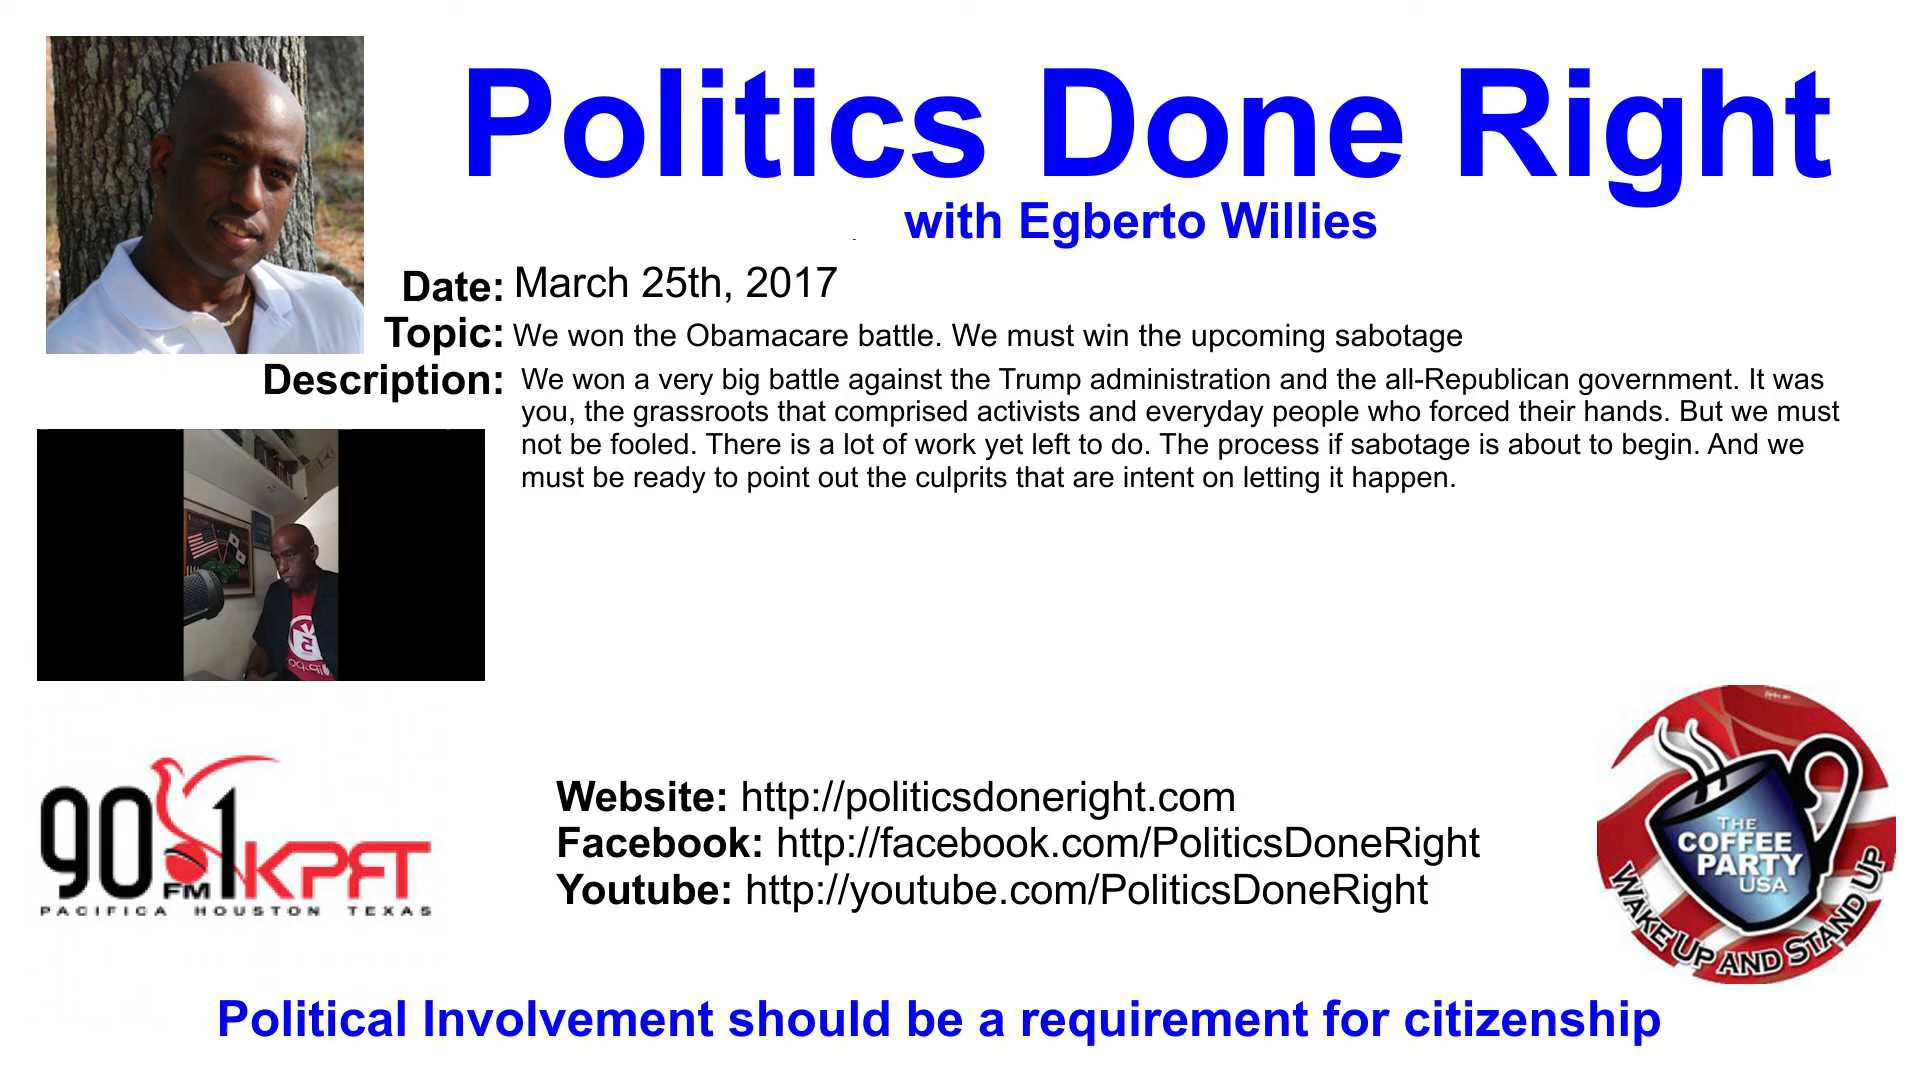 Politics Done Right
with Egberto Willies
Date: March 25th, 2017
Topic: We won the Obamacare battle. We must win the upcoming sabotage
Description: We won a very big battle against the Trump administration and the all-Republican government. It was
you, the grassroots that comprised activists and everyday people who forced their hands. But we must
not be fooled. There is a lot of work yet left to do. The process if sabotage is about to begin. And we
must be ready to point out the culprits that are intent on letting it happen.
90.1 FM KPFT
PACIFICA HOUSTON TEXAS
Website: http://politicsdoneright.com
Facebook: http://facebook.com/PoliticsDoneRight
Youtube: http://youtube.com/PoliticsDoneRight
THE
COFFEE
PARTY
USA
WAKE UP AND STAND UP
Political Involvement should be a requirement for citizenship